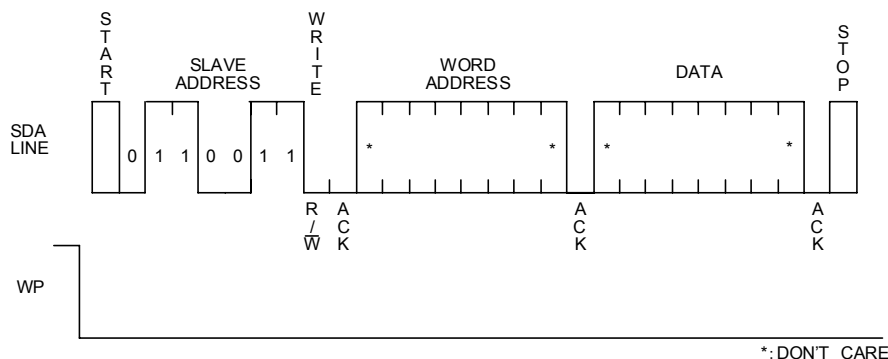 START
WRITE
STOP
SLAVE
ADDRESS
WORD
ADDRESS
DATA
SDA
LINE
0 1 1 0 0 1 1
* * * *
R/W
ACK
ACK
ACK
WP
*: DON'T CARE